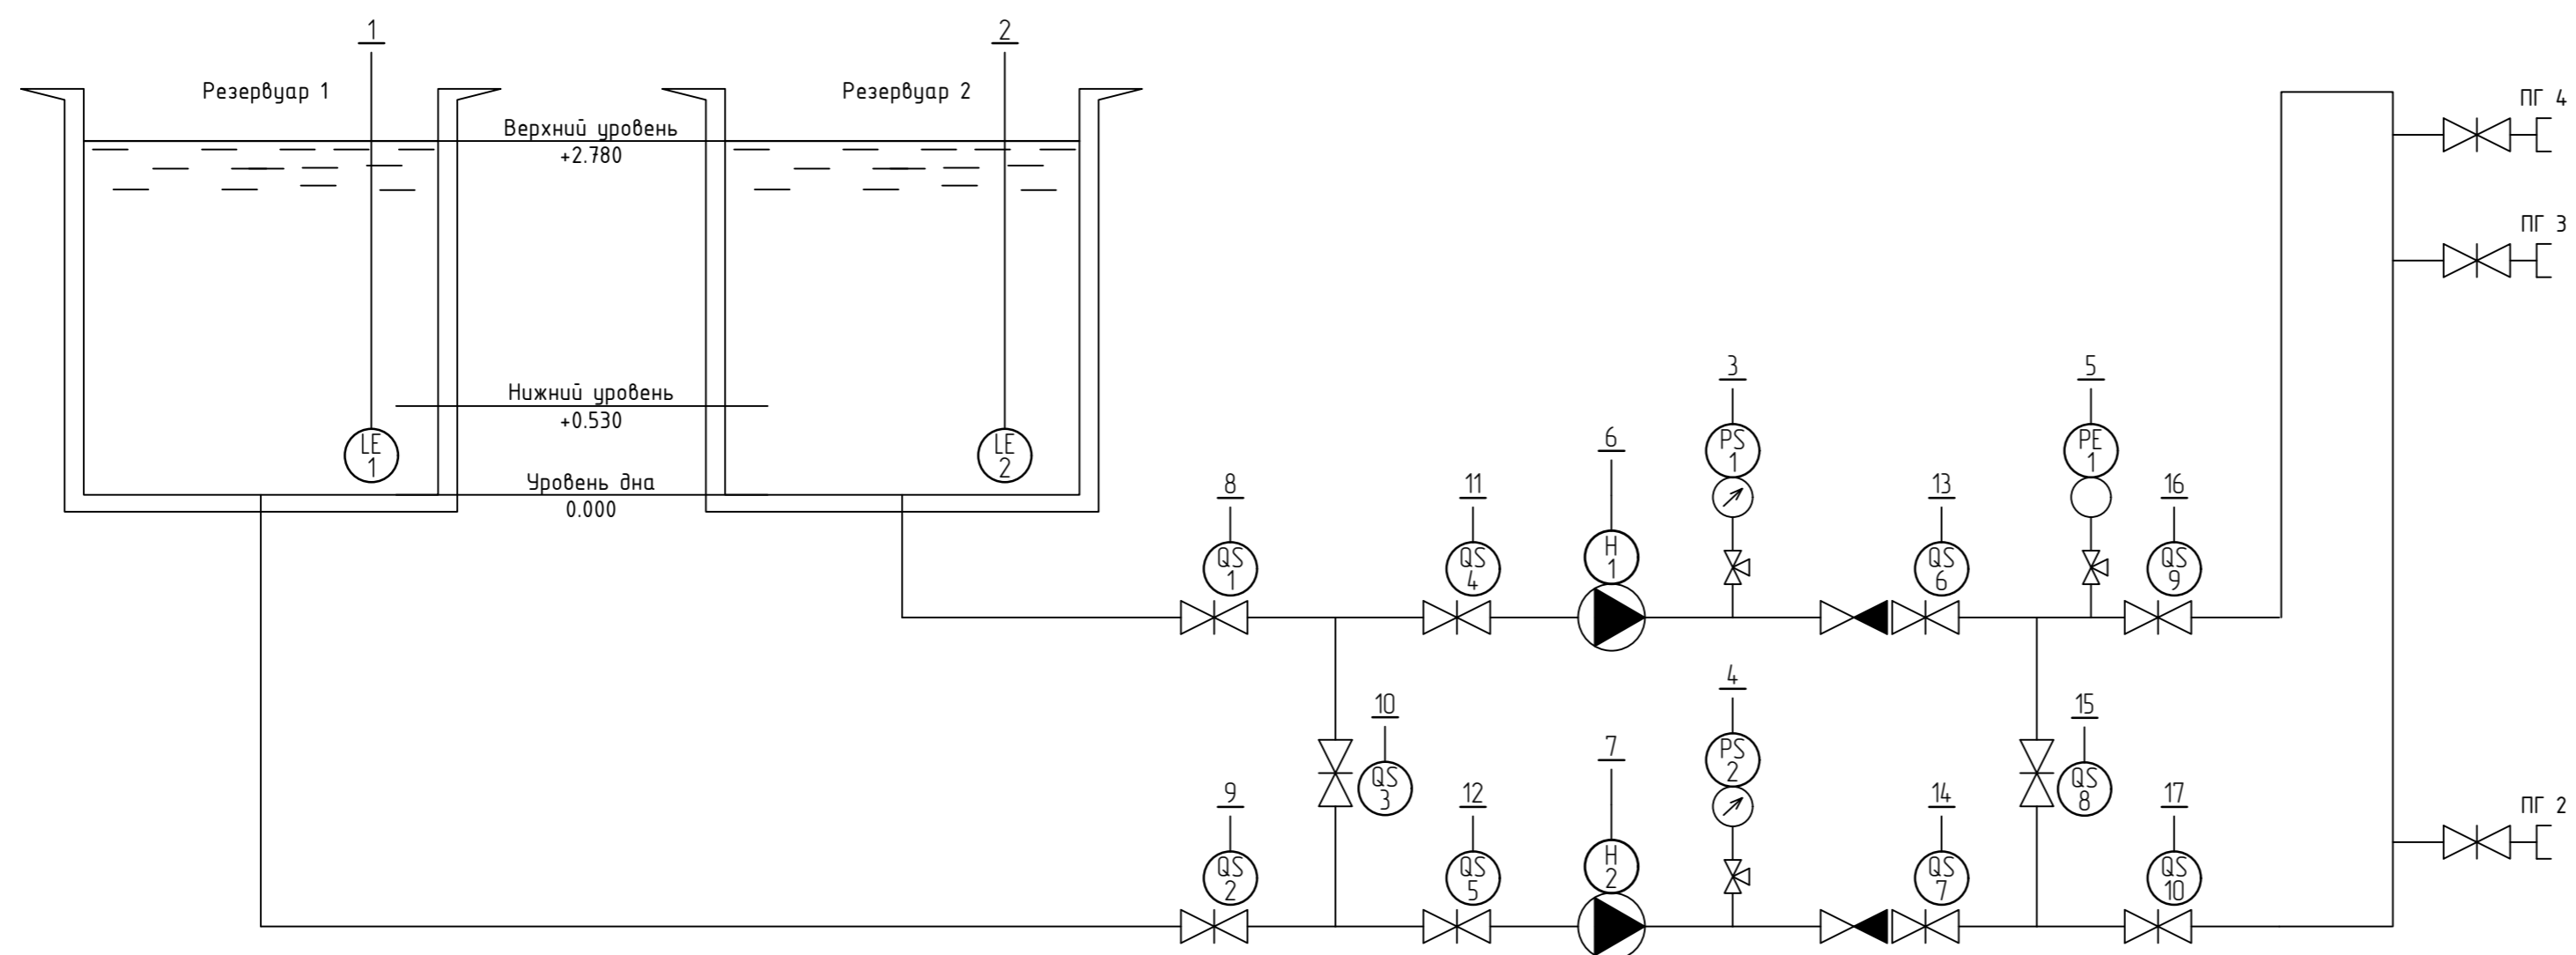 1
2
Резервуар 1
Резервуар 2
ПГ 4
Верхний уровень
+2.780
ПГ 3
3
5
Нижний уровень
+0.530
6
LE
1
LE
2
PS
1
PE
1
Уровень дна
0.000
8
11
13
16
QS
1
QS
4
Н
1
QS
6
QS
9
4
10
15
7
PS
2
QS
3
QS
8
9
12
14
17
ПГ 2
QS
2
QS
5
Н
2
QS
7
QS
10